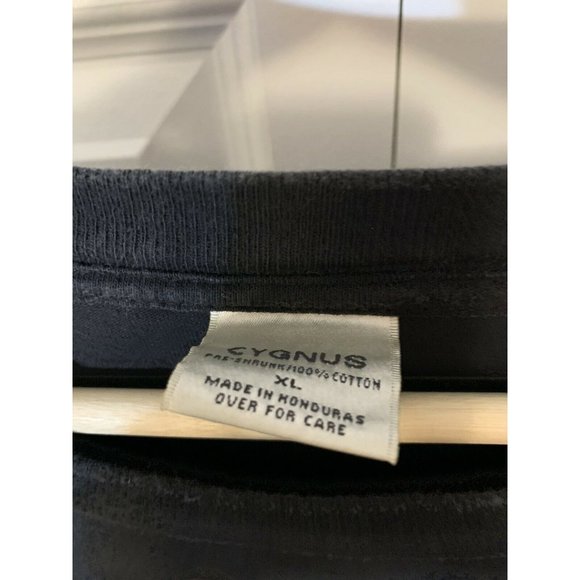 CYGNUS
PRE-SHRUNK/100% COTTON
XL
MADE IN HONDURAS
OVER FOR CARE